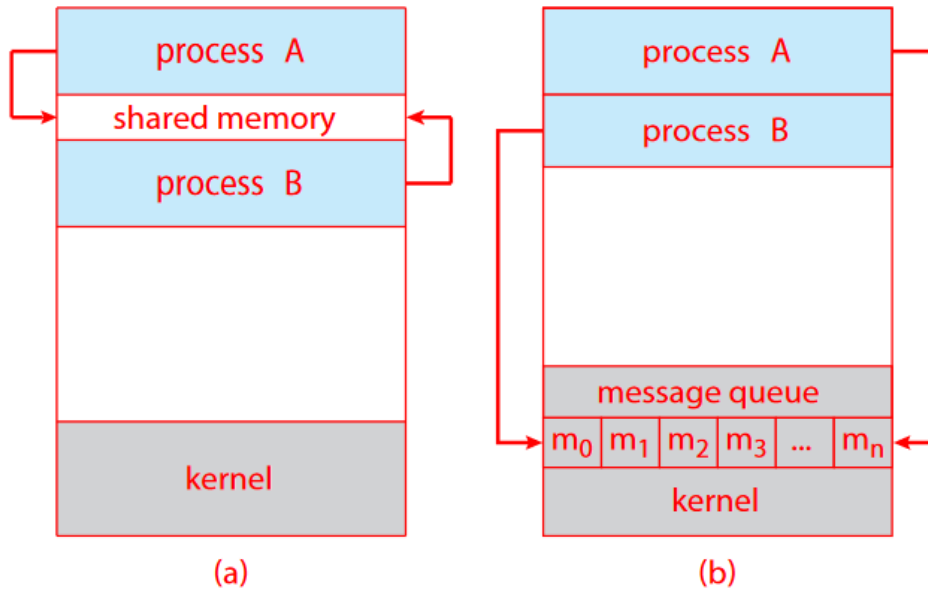 process A
shared memory
process B
kernel
(a)
process A
process B
message queue
m₀ m₁ m₂ m₃ ... mₙ
kernel
(b)